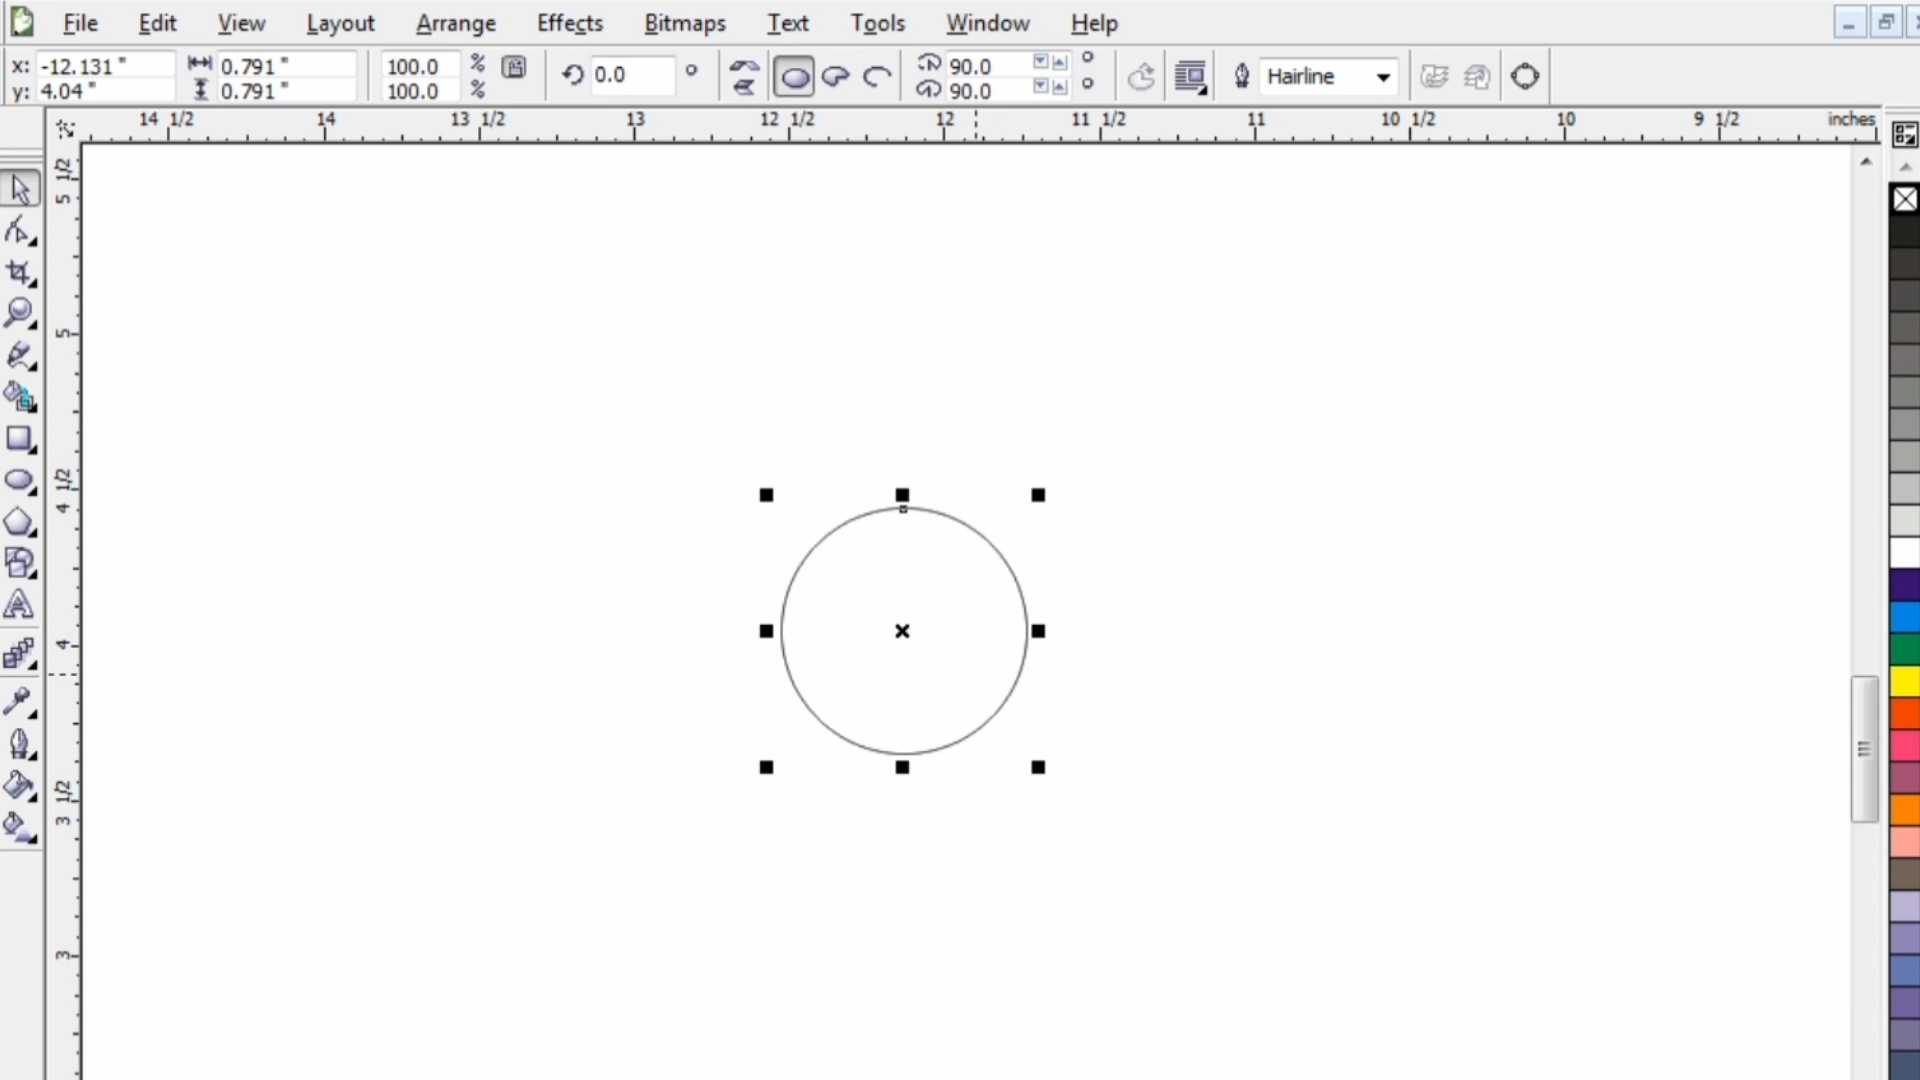 File Edit View Layout Arrange Effects Bitmaps Text Tools Window Help
x: -12.131 " 0.791 " 100.0 % 0.0 ° 90.0 ° Hairline
y: 4.04 " 0.791 " 100.0 % 90.0 °
14 1/2 14 13 1/2 13 12 1/2 12 11 1/2 11 10 1/2 10 9 1/2 inches
5 1/2
5
4 1/2
4
3 1/2
3